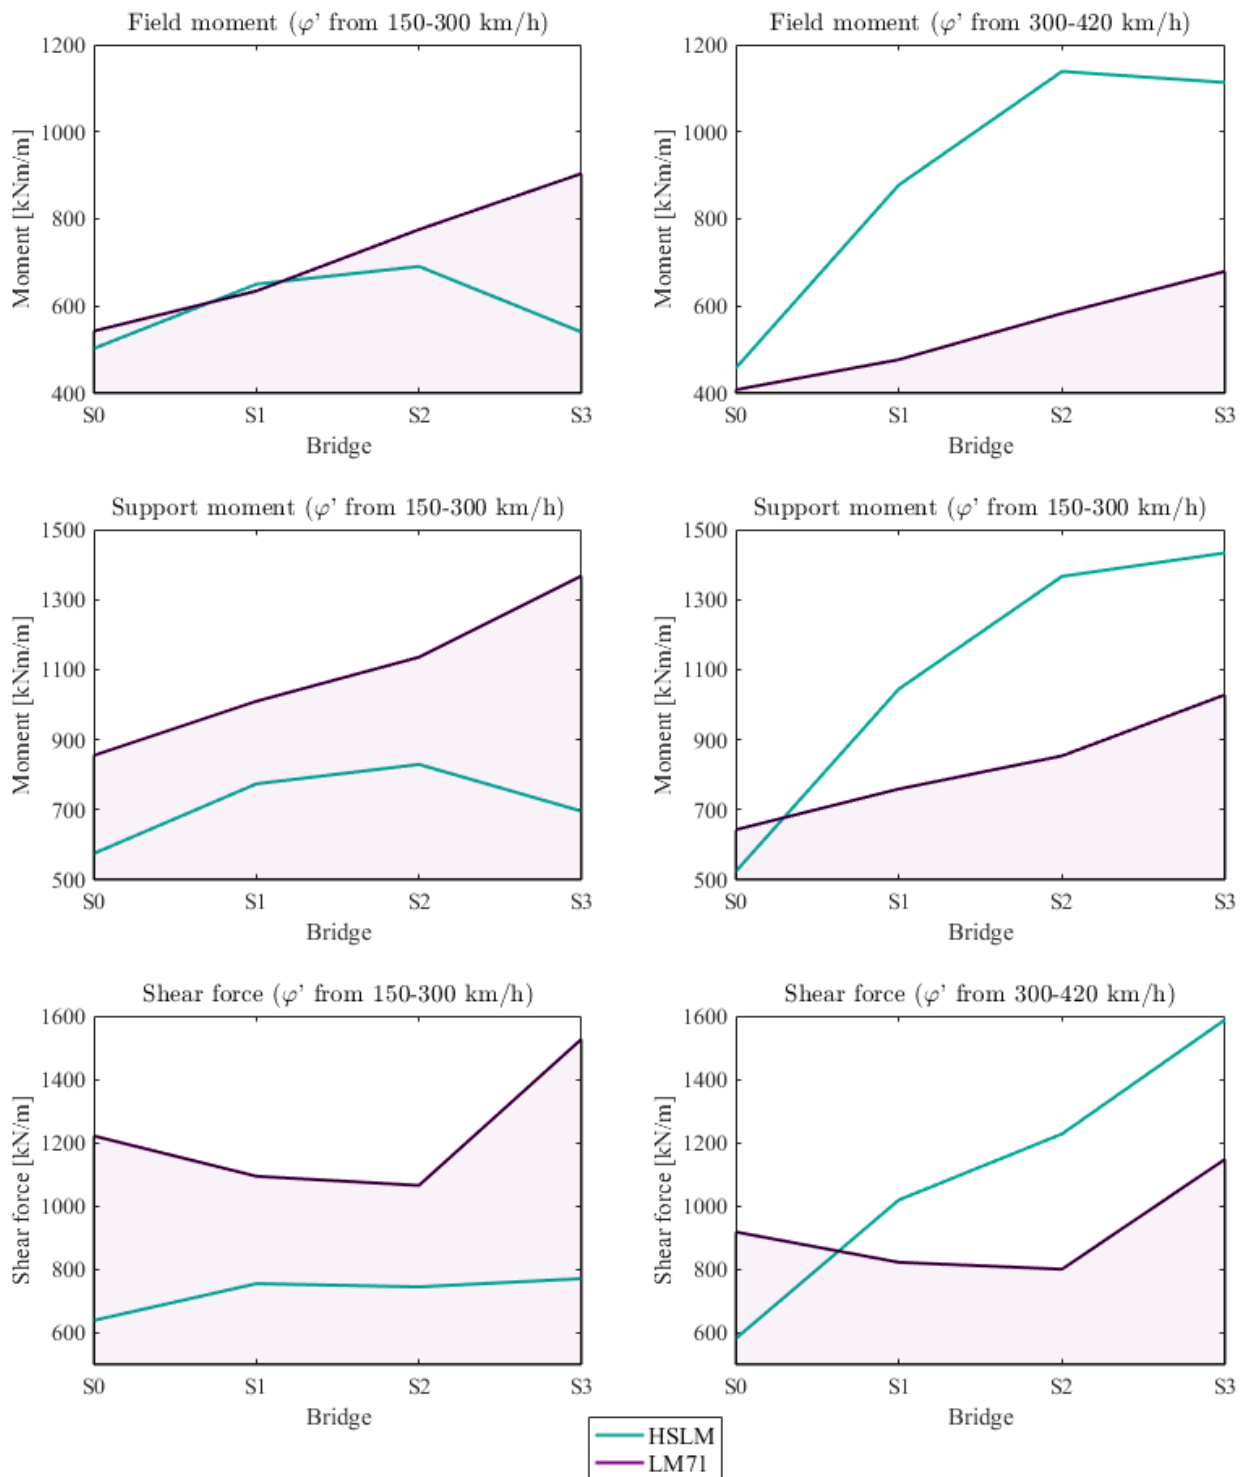 Field moment (φ' from 150-300 km/h)
1200
1000
800
600
400
Moment [kNm/m]
S0 S1 S2 S3
Bridge
Field moment (φ' from 300-420 km/h)
1200
1000
800
600
400
Moment [kNm/m]
S0 S1 S2 S3
Bridge
Support moment (φ' from 150-300 km/h)
1500
1300
1100
900
700
500
Moment [kNm/m]
S0 S1 S2 S3
Bridge
Support moment (φ' from 150-300 km/h)
1500
1300
1100
900
700
500
Moment [kNm/m]
S0 S1 S2 S3
Bridge
Shear force (φ' from 150-300 km/h)
1600
1400
1200
1000
800
600
Shear force [kN/m]
S0 S1 S2 S3
Bridge
Shear force (φ' from 300-420 km/h)
1600
1400
1200
1000
800
600
Shear force [kN/m]
S0 S1 S2 S3
Bridge
HSLM
LM71